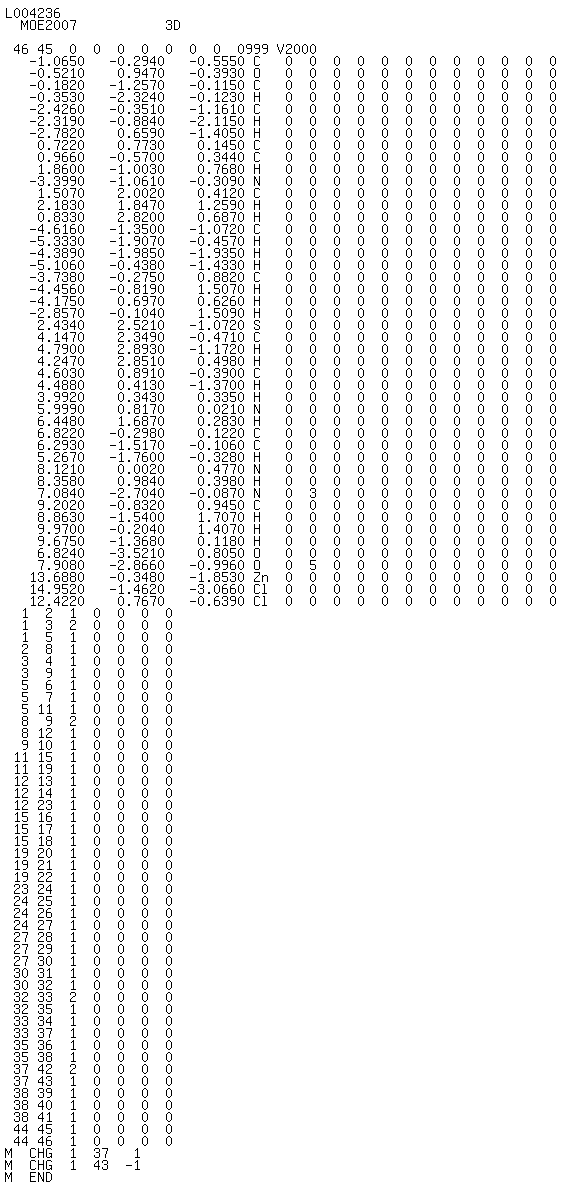 L004236
  MOE2007           3D

 46 45  0  0  0  0  0  0  0  0999 V2000
   -1.0650   -0.2940   -0.5550 C   0  0  0  0  0  0  0  0  0  0  0  0
   -0.5210    0.9470   -0.3930 O   0  0  0  0  0  0  0  0  0  0  0  0
   -0.1820   -1.2570   -0.1150 C   0  0  0  0  0  0  0  0  0  0  0  0
   -0.3530   -2.3240   -0.1230 H   0  0  0  0  0  0  0  0  0  0  0  0
   -2.4260   -0.3510   -1.1610 C   0  0  0  0  0  0  0  0  0  0  0  0
   -2.3190   -0.8840   -2.1150 H   0  0  0  0  0  0  0  0  0  0  0  0
   -2.7820    0.6590   -1.4050 H   0  0  0  0  0  0  0  0  0  0  0  0
    0.7220    0.7730    0.1450 C   0  0  0  0  0  0  0  0  0  0  0  0
    0.9660   -0.5700    0.3440 C   0  0  0  0  0  0  0  0  0  0  0  0
    1.8600   -1.0030    0.7680 H   0  0  0  0  0  0  0  0  0  0  0  0
   -3.3990   -1.0610   -0.3090 N   0  0  0  0  0  0  0  0  0  0  0  0
    1.5070    2.0020    0.4120 C   0  0  0  0  0  0  0  0  0  0  0  0
    2.1830    1.8470    1.2590 H   0  0  0  0  0  0  0  0  0  0  0  0
    0.8330    2.8200    0.6870 H   0  0  0  0  0  0  0  0  0  0  0  0
   -4.6160   -1.3500   -1.0720 C   0  0  0  0  0  0  0  0  0  0  0  0
   -5.3330   -1.9070   -0.4570 H   0  0  0  0  0  0  0  0  0  0  0  0
   -4.3890   -1.9850   -1.9350 H   0  0  0  0  0  0  0  0  0  0  0  0
   -5.1060   -0.4380   -1.4330 H   0  0  0  0  0  0  0  0  0  0  0  0
   -3.7380   -0.2750    0.8820 C   0  0  0  0  0  0  0  0  0  0  0  0
   -4.4560   -0.8190    1.5070 H   0  0  0  0  0  0  0  0  0  0  0  0
   -4.1750    0.6970    0.6260 H   0  0  0  0  0  0  0  0  0  0  0  0
   -2.8570   -0.1040    1.5090 H   0  0  0  0  0  0  0  0  0  0  0  0
    2.4340    2.5210   -1.0720 S   0  0  0  0  0  0  0  0  0  0  0  0
    4.1470    2.3490   -0.4710 C   0  0  0  0  0  0  0  0  0  0  0  0
    4.7900    2.8930   -1.1720 H   0  0  0  0  0  0  0  0  0  0  0  0
    4.2470    2.8510    0.4980 H   0  0  0  0  0  0  0  0  0  0  0  0
    4.6030    0.8910   -0.3900 C   0  0  0  0  0  0  0  0  0  0  0  0
    4.4880    0.4130   -1.3700 H   0  0  0  0  0  0  0  0  0  0  0  0
    3.9920    0.3430    0.3350 H   0  0  0  0  0  0  0  0  0  0  0  0
    5.9990    0.8170    0.0210 N   0  0  0  0  0  0  0  0  0  0  0  0
    6.4480    1.6870    0.2830 H   0  0  0  0  0  0  0  0  0  0  0  0
    6.8220   -0.2980    0.1220 C   0  0  0  0  0  0  0  0  0  0  0  0
    6.2930   -1.5170   -0.1060 C   0  0  0  0  0  0  0  0  0  0  0  0
    5.2670   -1.7600   -0.3280 H   0  0  0  0  0  0  0  0  0  0  0  0
    8.1210    0.0020    0.4770 N   0  0  0  0  0  0  0  0  0  0  0  0
    8.3580    0.9840    0.3980 H   0  0  0  0  0  0  0  0  0  0  0  0
    7.0840   -2.7040   -0.0870 N   0  3  0  0  0  0  0  0  0  0  0  0
    9.2020   -0.8320    0.9450 C   0  0  0  0  0  0  0  0  0  0  0  0
    8.8630   -1.5400    1.7070 H   0  0  0  0  0  0  0  0  0  0  0  0
    9.9700   -0.2040    1.4070 H   0  0  0  0  0  0  0  0  0  0  0  0
    9.6750   -1.3680    0.1180 H   0  0  0  0  0  0  0  0  0  0  0  0
    6.8240   -3.5210    0.8050 O   0  0  0  0  0  0  0  0  0  0  0  0
    7.9080   -2.8660   -0.9960 O   0  5  0  0  0  0  0  0  0  0  0  0
   13.6880   -0.3480   -1.8530 Zn  0  0  0  0  0  0  0  0  0  0  0  0
   14.9520   -1.4620   -3.0660 Cl  0  0  0  0  0  0  0  0  0  0  0  0
   12.4220    0.7670   -0.6390 Cl  0  0  0  0  0  0  0  0  0  0  0  0
  1  2  1  0  0  0  0
  1  3  2  0  0  0  0
  1  5  1  0  0  0  0
  2  8  1  0  0  0  0
  3  4  1  0  0  0  0
  3  9  1  0  0  0  0
  5  6  1  0  0  0  0
  5  7  1  0  0  0  0
  5 11  1  0  0  0  0
  8  9  2  0  0  0  0
  8 12  1  0  0  0  0
  9 10  1  0  0  0  0
 11 15  1  0  0  0  0
 11 19  1  0  0  0  0
 12 13  1  0  0  0  0
 12 14  1  0  0  0  0
 12 23  1  0  0  0  0
 15 16  1  0  0  0  0
 15 17  1  0  0  0  0
 15 18  1  0  0  0  0
 19 20  1  0  0  0  0
 19 21  1  0  0  0  0
 19 22  1  0  0  0  0
 23 24  1  0  0  0  0
 24 25  1  0  0  0  0
 24 26  1  0  0  0  0
 24 27  1  0  0  0  0
 27 28  1  0  0  0  0
 27 29  1  0  0  0  0
 27 30  1  0  0  0  0
 30 31  1  0  0  0  0
 30 32  1  0  0  0  0
 32 33  2  0  0  0  0
 32 35  1  0  0  0  0
 33 34  1  0  0  0  0
 33 37  1  0  0  0  0
 35 36  1  0  0  0  0
 35 38  1  0  0  0  0
 37 42  2  0  0  0  0
 37 43  1  0  0  0  0
 38 39  1  0  0  0  0
 38 40  1  0  0  0  0
 38 41  1  0  0  0  0
 44 45  1  0  0  0  0
 44 46  1  0  0  0  0
M  CHG  1  37   1
M  CHG  1  43  -1
M  END